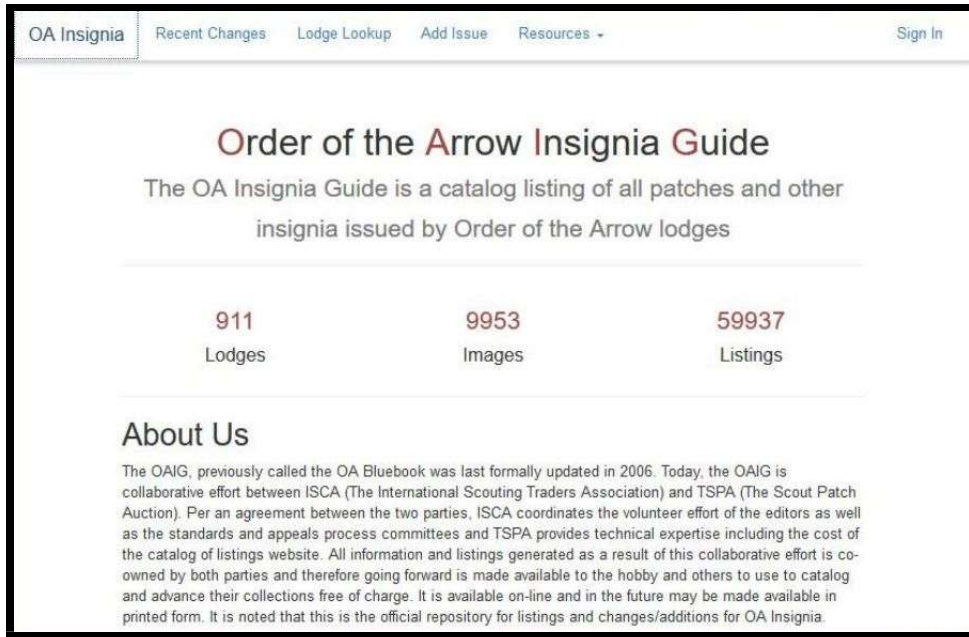 OA Insignia Recent Changes Lodge Lookup Add Issue Resources Sign In
Order of the Arrow Insignia Guide
The OA Insignia Guide is a catalog listing of all patches and other
insignia issued by Order of the Arrow lodges
911 9953 59937
Lodges Images Listings
About Us
The OAIG, previously called the OA Bluebook was last formally updated in 2006. Today, the OAIG is
collaborative effort between ISCA (The International Scouting Traders Association) and TSPA (The Scout Patch
Auction). Per an agreement between the two parties, ISCA coordinates the volunteer effort of the editors as well
as the standards and appeals process committees and TSPA provides technical expertise including the cost of
the catalog of listings website. All information and listings generated as a result of this collaborative effort is co-
owned by both parties and therefore going forward is made available to the hobby and others to use to catalog
and advance their collections free of charge. It is available on-line and in the future may be made available in
printed form. It is noted that this is the official repository for listings and changes/additions for OA Insignia.